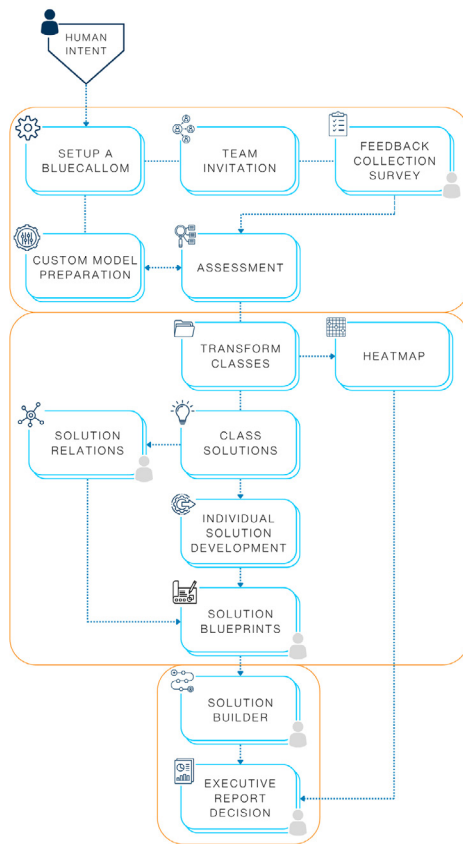 HUMAN
INTENT
SETUP A
BLUECALLOM
TEAM
INVITATION
FEEDBACK
COLLECTION
SURVEY
CUSTOM MODEL
PREPARATION
ASSESSMENT
TRANSFORM
CLASSES
HEATMAP
SOLUTION
RELATIONS
CLASS
SOLUTIONS
INDIVIDUAL
SOLUTION
DEVELOPMENT
SOLUTION
BLUEPRINTS
SOLUTION
BUILDER
EXECUTIVE
REPORT
DECISION